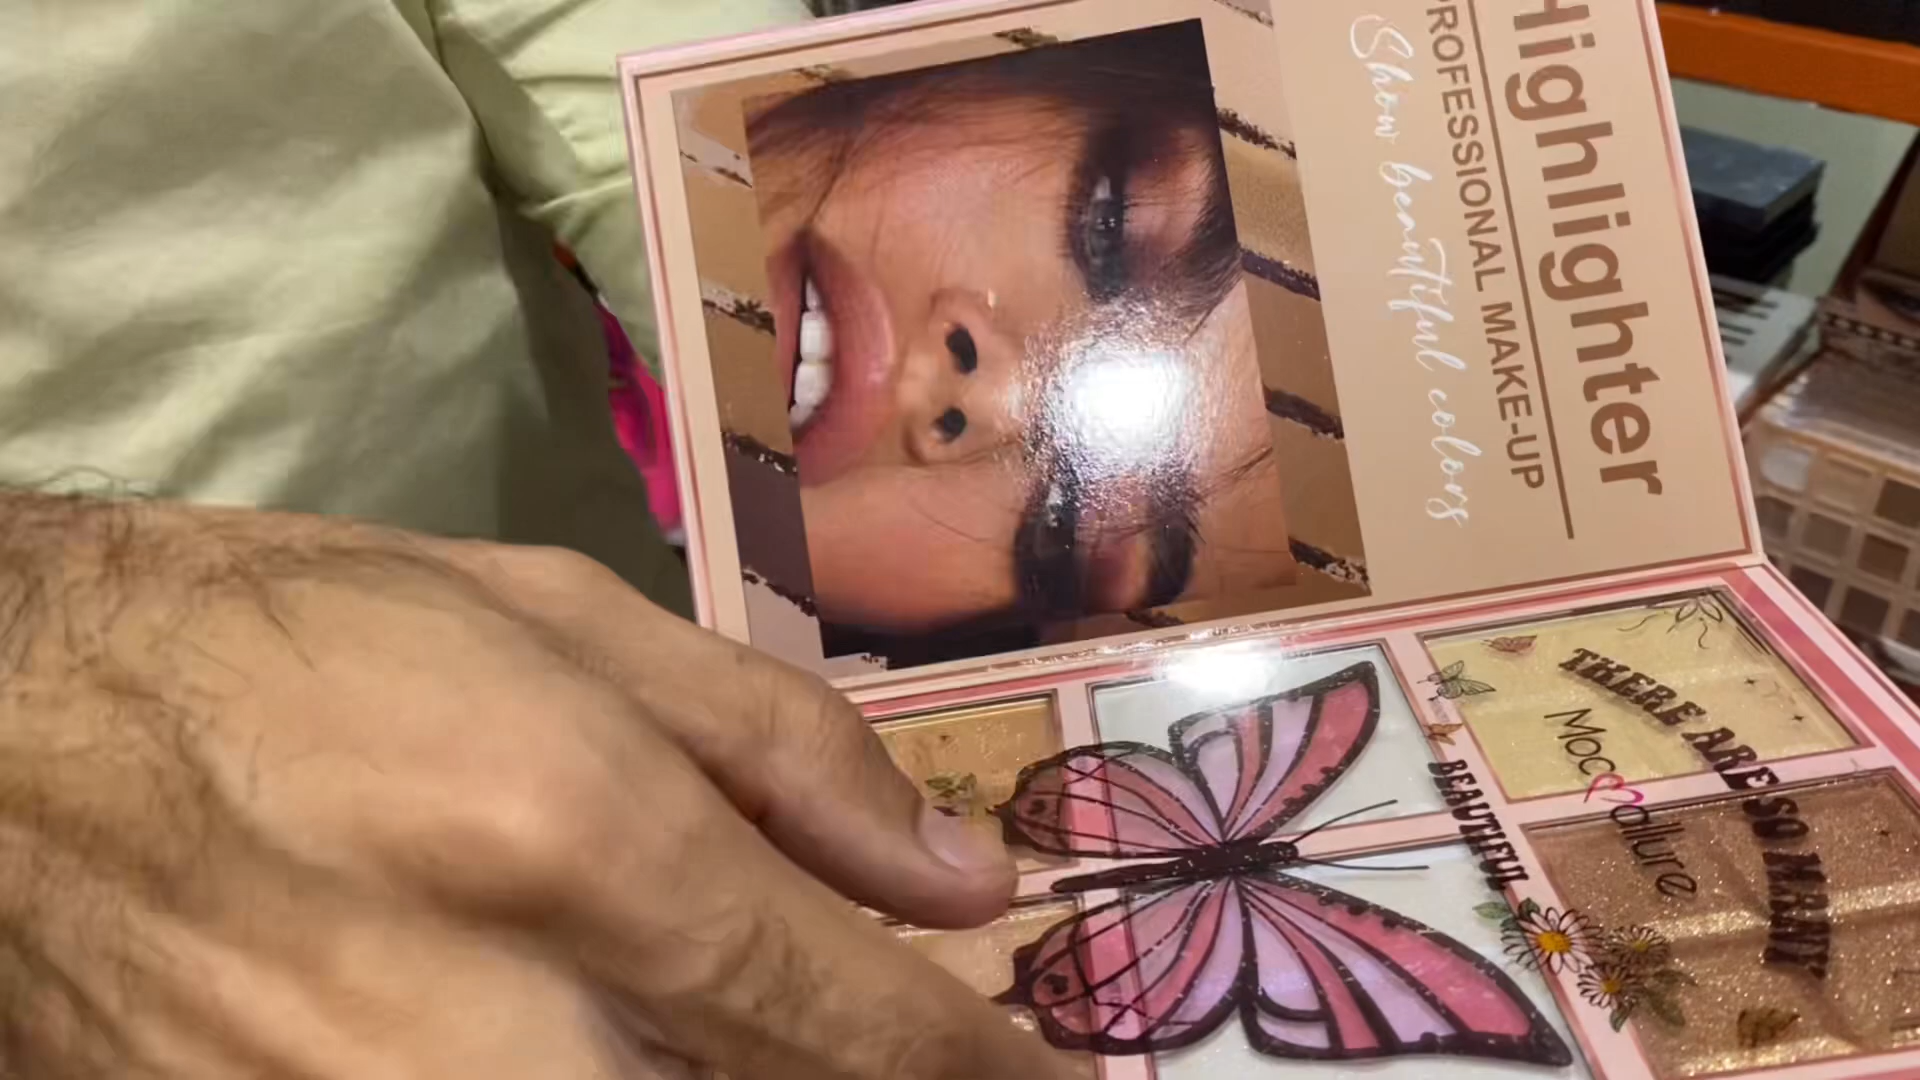 Highlighter
PROFESSIONAL MAKE-UP
Show beautiful colors
THERE ARE SO MANY
BEAUTIFUL
Mocallure